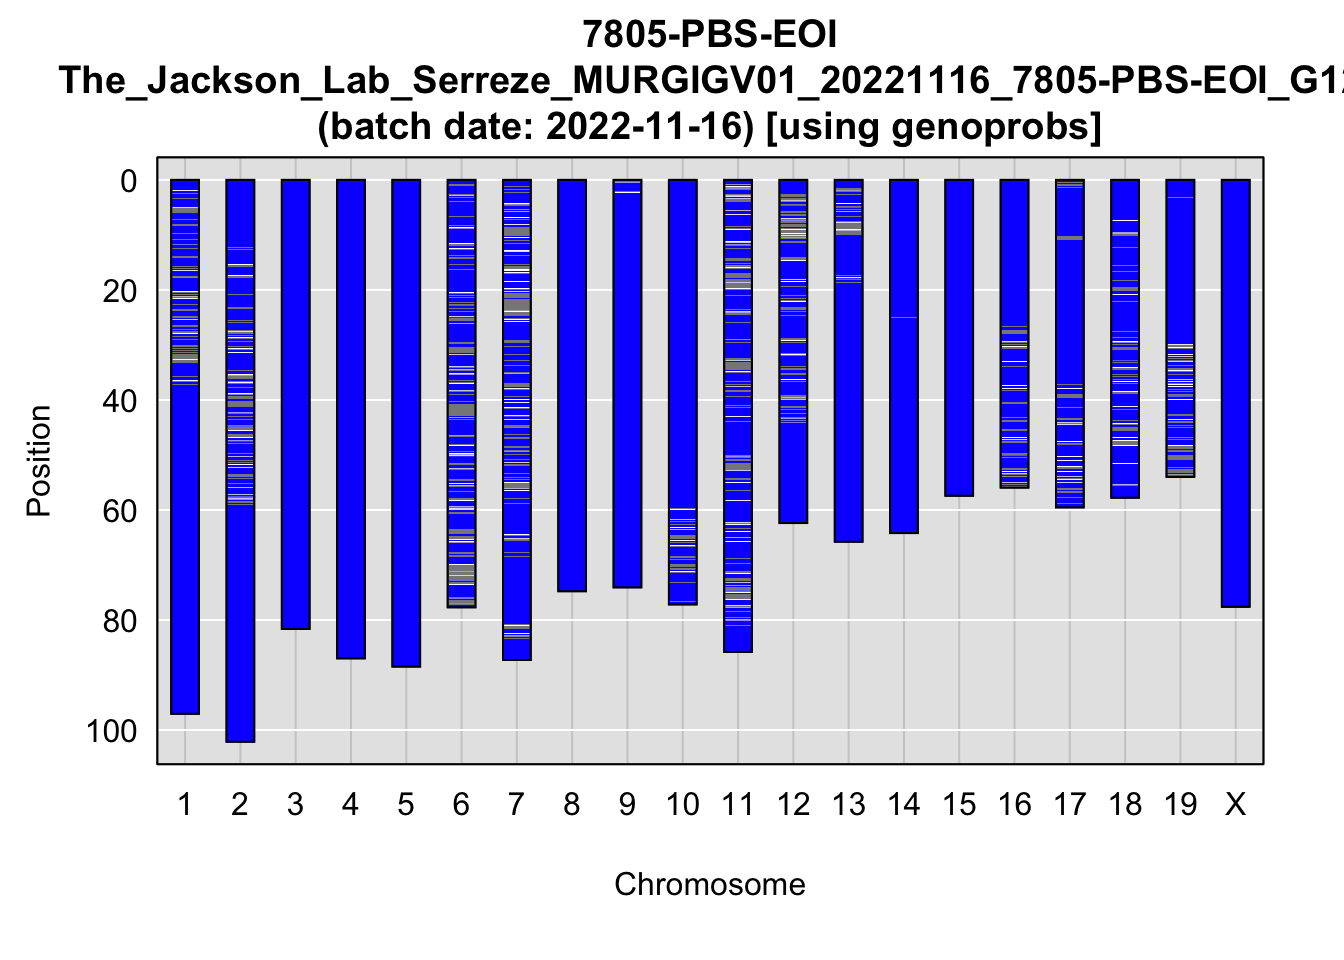 7805-PBS-EOI
The_Jackson_Lab_Serreze_MURGIGV01_20221116_7805-PBS-EOI_G12
(batch date: 2022-11-16) [using genoprobs]
Position
0
20
40
60
80
100
1 2 3 4 5 6 7 8 9 10 11 12 13 14 15 16 17 18 19 X
Chromosome